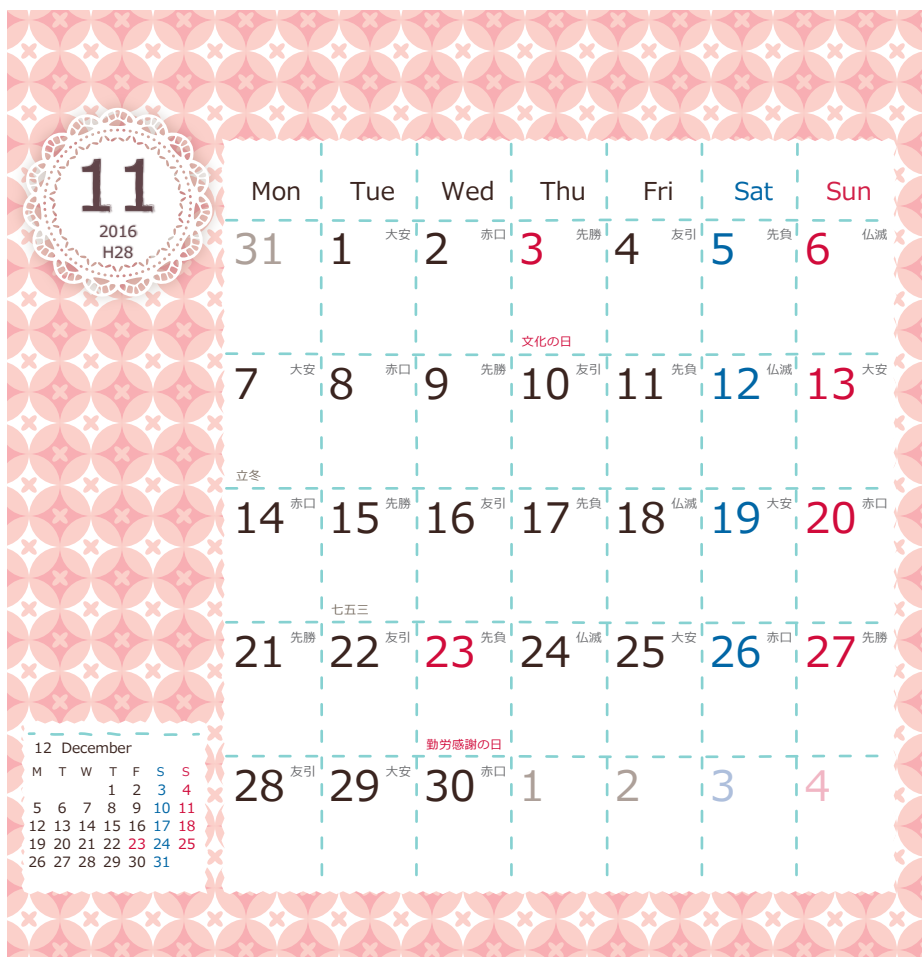 11
2016
H28
Mon Tue Wed Thu Fri Sat Sun
31 1 大安 2 赤口 3 先勝 4 友引 5 先負 6 仏滅
文化の日
7 大安 8 赤口 9 先勝 10 友引 11 先負 12 仏滅 13 大安
立冬
14 赤口 15 先勝 16 友引 17 先負 18 仏滅 19 大安 20 赤口
七五三
21 先勝 22 友引 23 先負 24 仏滅 25 大安 26 赤口 27 先勝
勤労感謝の日
28 友引 29 大安 30 赤口 1 2 3 4
12 December
M T W T F S S
1 2 3 4
5 6 7 8 9 10 11
12 13 14 15 16 17 18
19 20 21 22 23 24 25
26 27 28 29 30 31